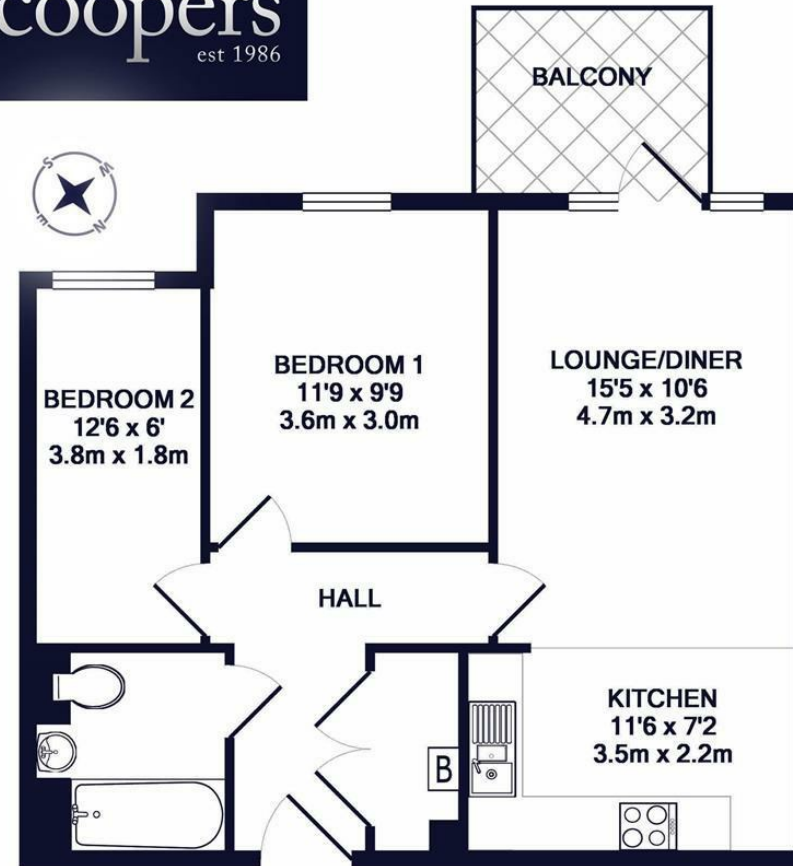 coopers
est 1986
BALCONY
S
W
E
N
BEDROOM 1
11'9 x 9'9
3.6m x 3.0m
LOUNGE/DINER
15'5 x 10'6
4.7m x 3.2m
BEDROOM 2
12'6 x 6'
3.8m x 1.8m
HALL
KITCHEN
11'6 x 7'2
3.5m x 2.2m
B